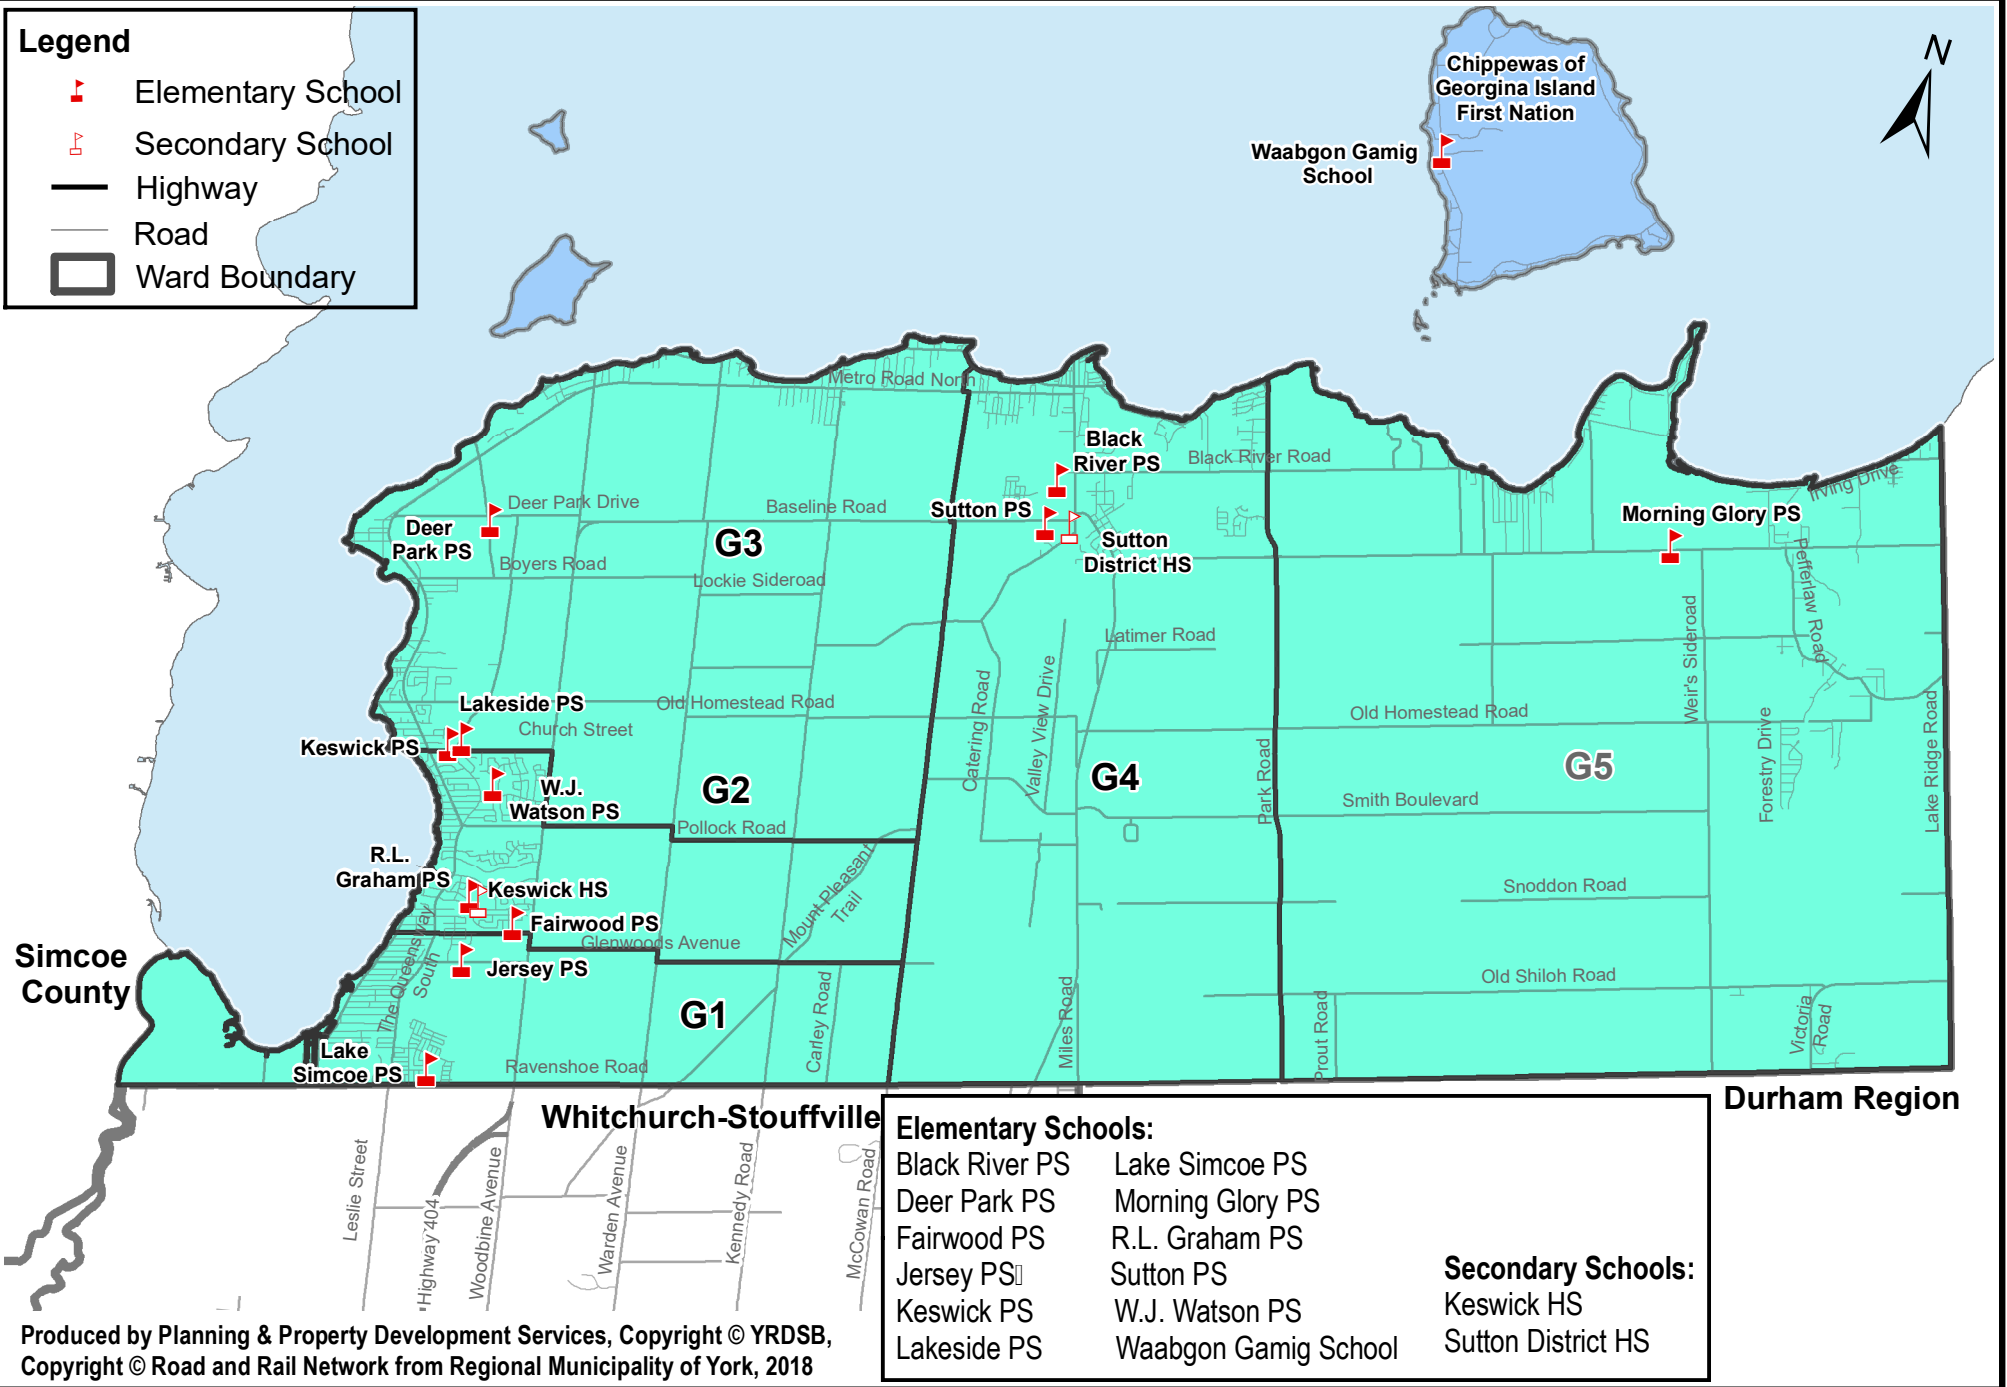 Legend
Elementary School
Secondary School
Highway
Road
Ward Boundary
N
Chippewas of
Georgina Island
First Nation
Waabgon Gamig
School
Metro Road North
Black
River PS
Black River Road
Irving Drive
Deer Park Drive
Baseline Road
Sutton PS
Morning Glory PS
Deer
Park PS
G3
Sutton
District HS
Boyers Road
Lockie Sideroad
Pefferlaw Road
Latimer Road
Weir's Sideroad
Catering Road
Valley View Drive
Lakeside PS
Old Homestead Road
Old Homestead Road
Church Street
Keswick PS
Park Road
Forestry Drive
Lake Ridge Road
G2
G4
G5
W.J.
Watson PS
Smith Boulevard
Pollock Road
R.L.
Graham PS
Keswick HS
Mount Pleasant
Trail
Snoddon Road
Fairwood PS
Glenwoods Avenue
The Queensway
South
Simcoe
County
Jersey PS
Old Shiloh Road
G1
Carley Road
Miles Road
Prout Road
Victoria
Road
Lake
Simcoe PS
Ravenshoe Road
Whitchurch-Stouffville
Durham Region
Leslie Street
Highway 404
Woodbine Avenue
Warden Avenue
Kennedy Road
McCowan Road
Elementary Schools:
Black River PS Lake Simcoe PS
Deer Park PS Morning Glory PS
Fairwood PS R.L. Graham PS
Jersey PS Sutton PS
Keswick PS W.J. Watson PS
Lakeside PS Waabgon Gamig School
Secondary Schools:
Keswick HS
Sutton District HS
Produced by Planning & Property Development Services, Copyright © YRDSB,
Copyright © Road and Rail Network from Regional Municipality of York, 2018